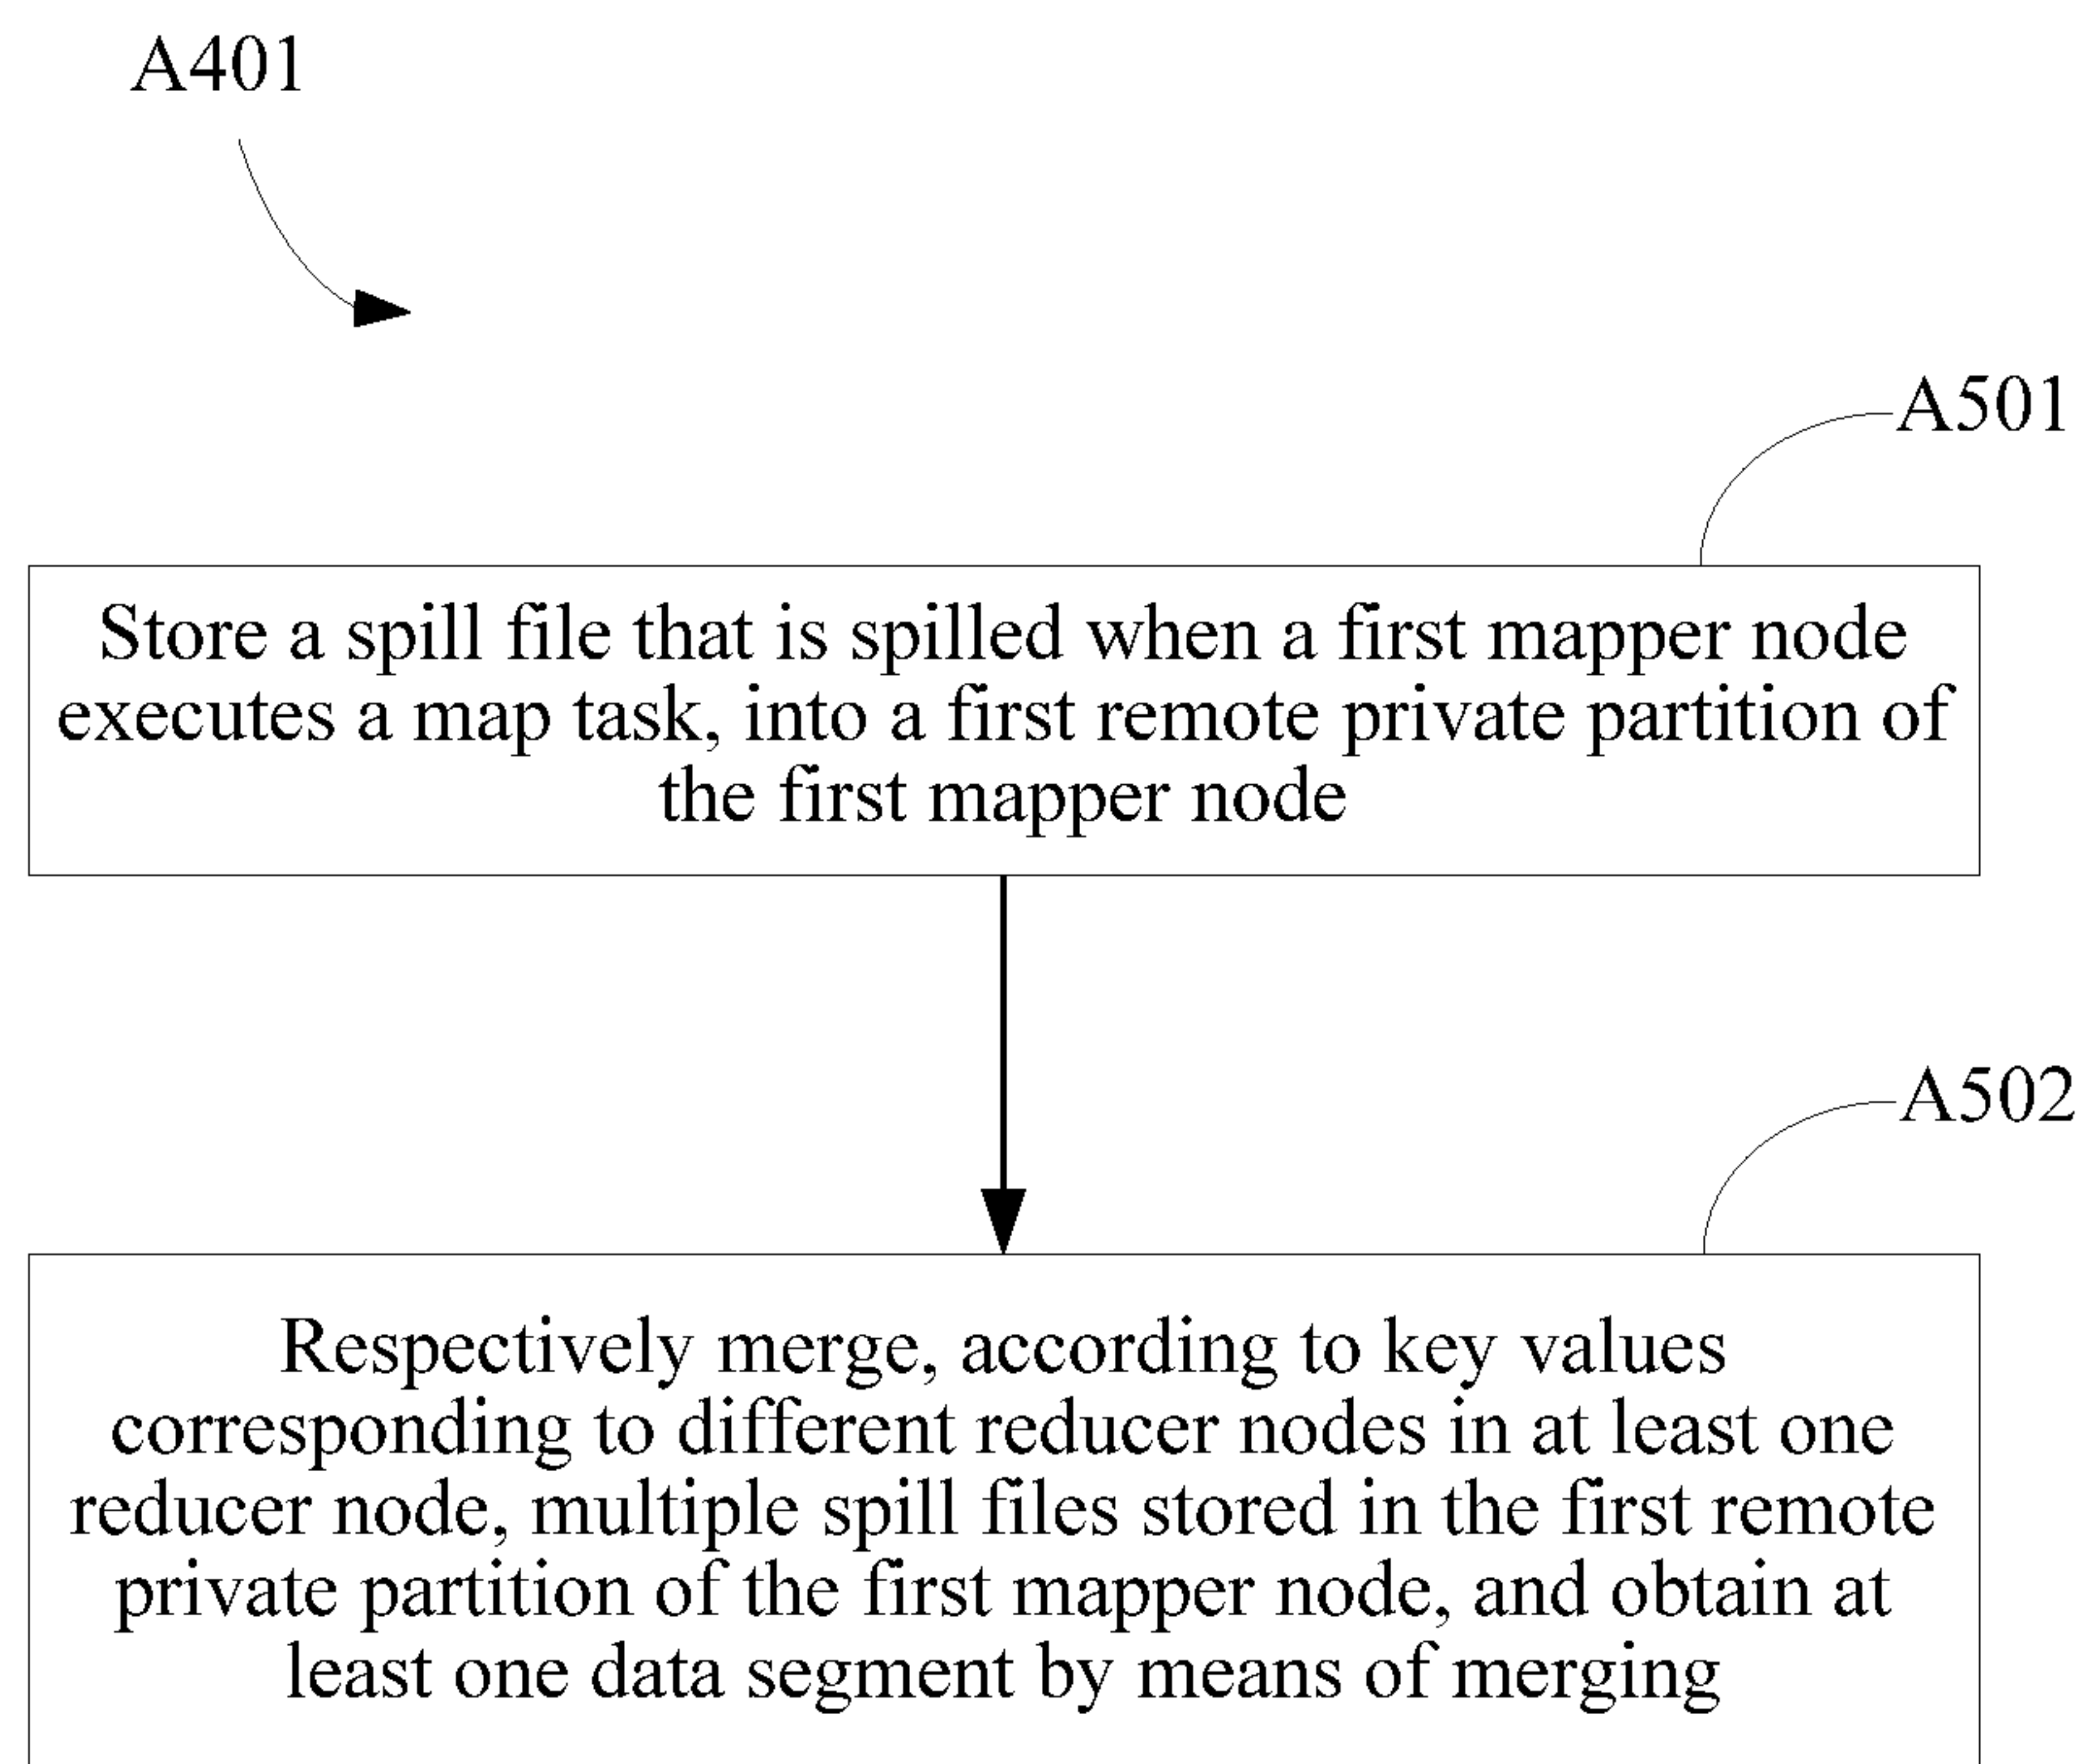 A401
A501
Store a spill file that is spilled when a first mapper node
executes a map task, into a first remote private partition of
the first mapper node
A502
Respectively merge, according to key values
corresponding to different reducer nodes in at least one
reducer node, multiple spill files stored in the first remote
private partition of the first mapper node, and obtain at
least one data segment by means of merging